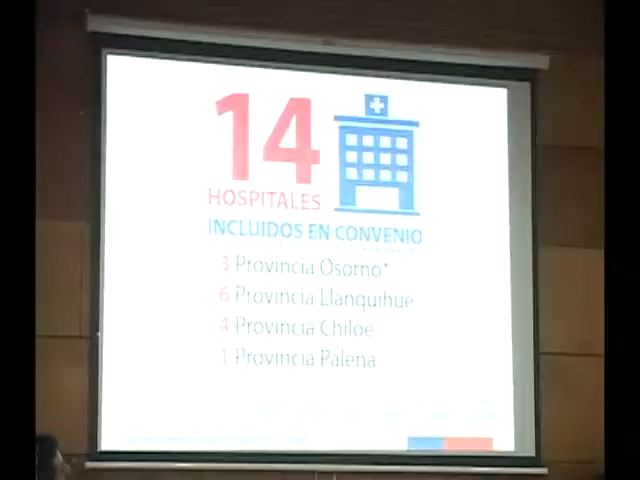 14
HOSPITALES
INCLUIDOS EN CONVENIO
3 Provincia Osorno*
6 Provincia Llanquihue
4 Provincia Chiloe
1 Provincia Palena